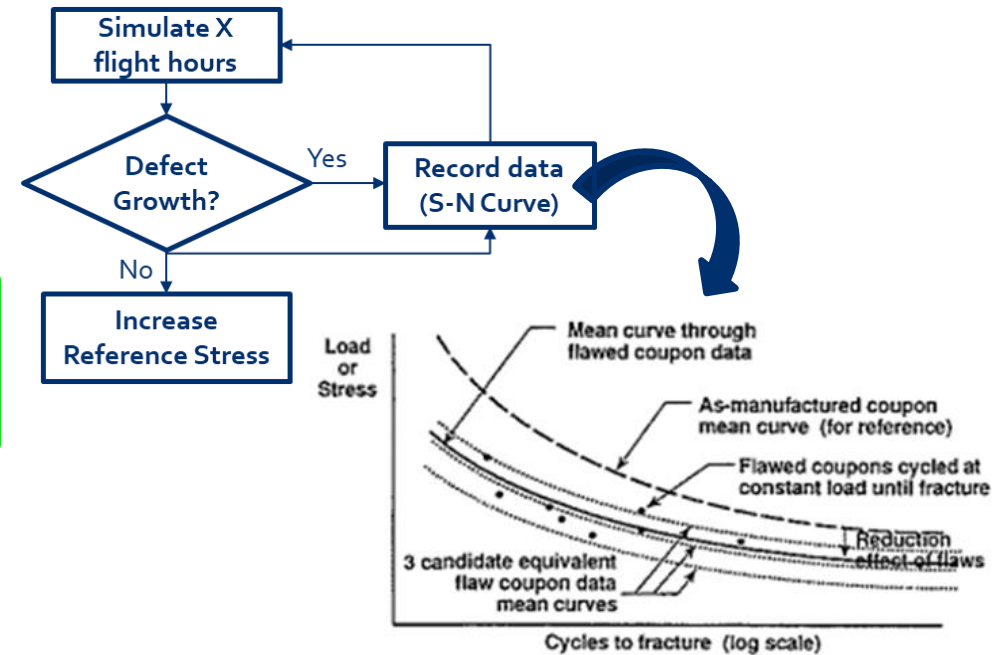 Simulate X
flight hours
Defect
Growth?
Yes
Record data
(S-N Curve)
No
Increase
Reference Stress
Load
or
Stress
Mean curve through
flawed coupon data
As-manufactured coupon
mean curve (for reference)
Flawed coupons cycled at
constant load until fracture
Reduction
effect of flaws
3 candidate equivalent
flaw coupon data
mean curves
Cycles to fracture (log scale)